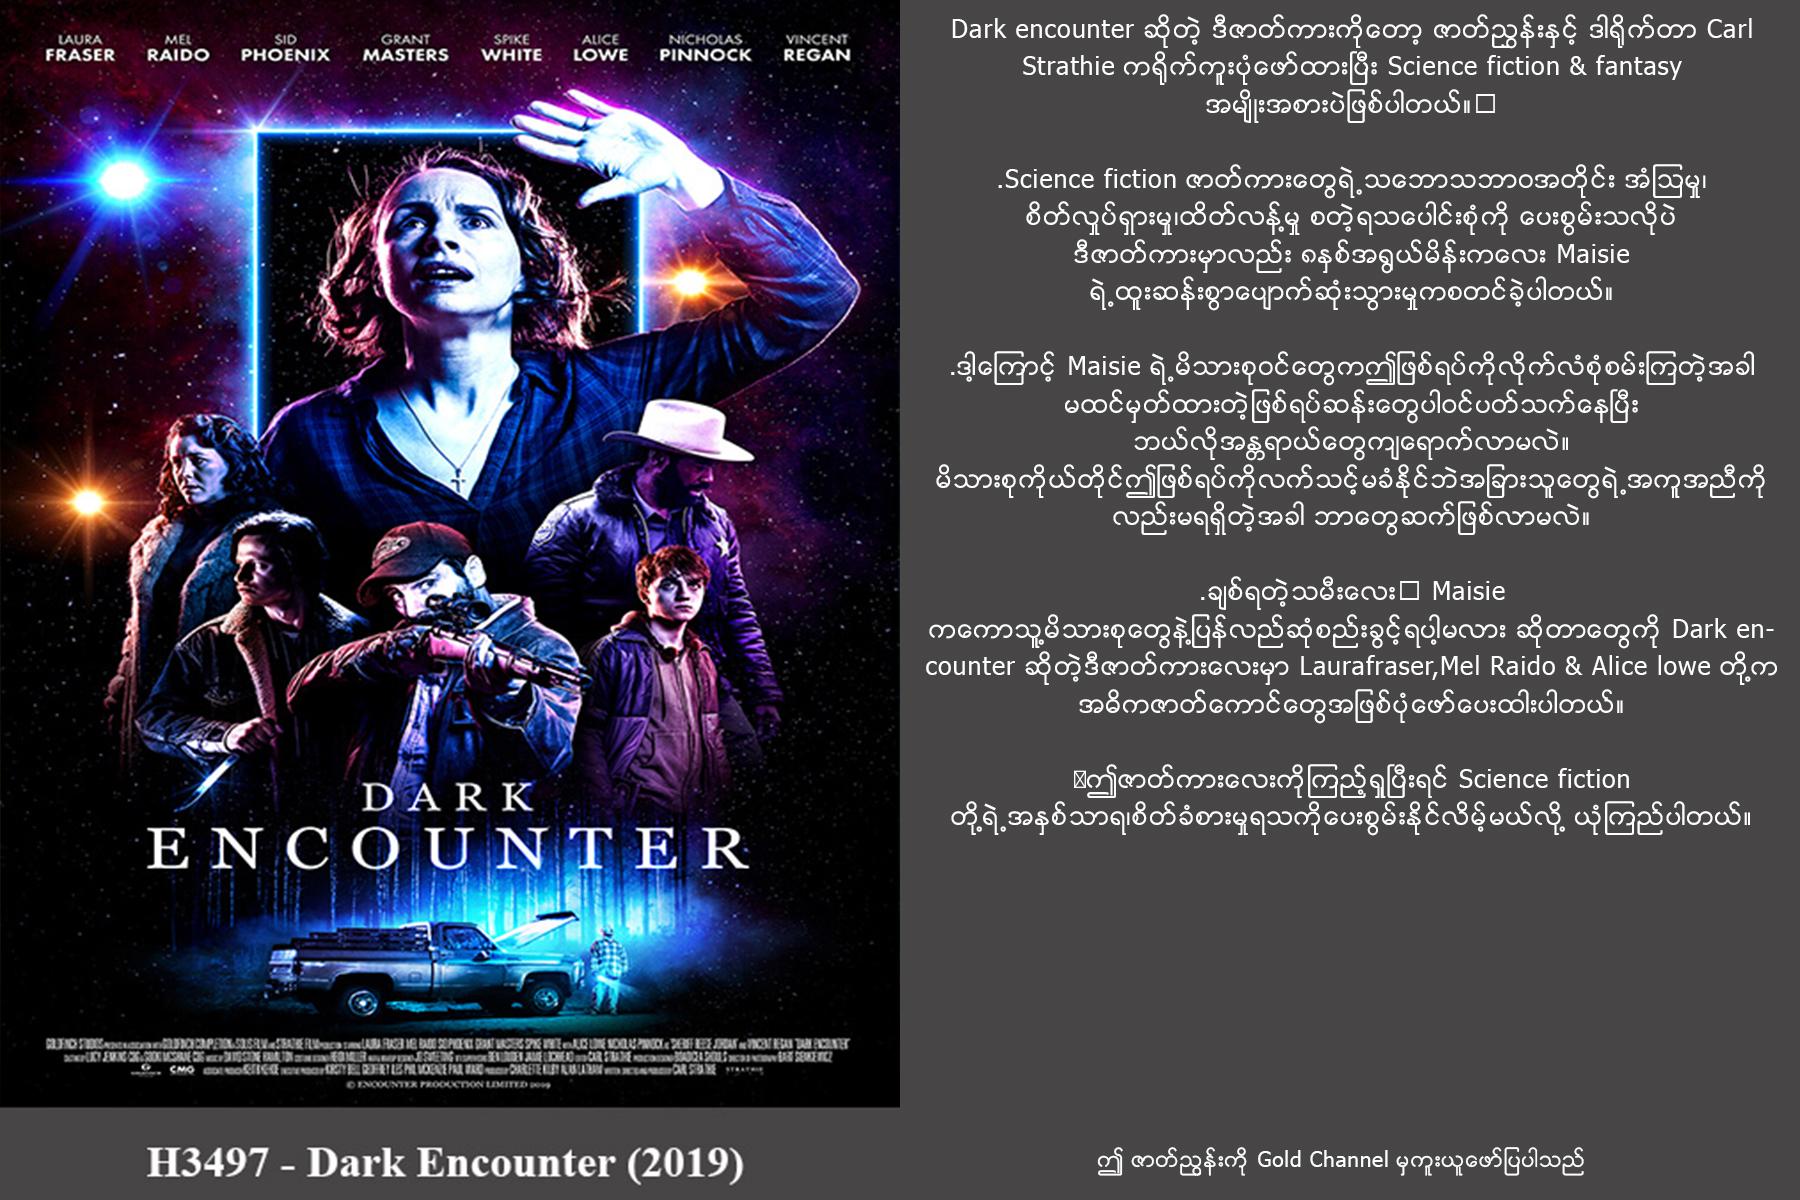 LAURA FRASER MEL RAIDO SID PHOENIX GRANT MASTERS SPIKE WHITE ALICE LOWE NICHOLAS PINNOCK VINCENT REGAN
DARK
ENCOUNTER
© ENCOUNTER PRODUCTION LIMITED 2019
H3497 - Dark Encounter (2019)
Dark encounter ဆိုတဲ့ ဒီဇာတ်ကားကိုတော့ ဇာတ်ညွှန်းနှင့် ဒါရိုက်တာ Carl
Strathie ကရိုက်ကူးပုံဖော်ထားပြီး Science fiction & fantasy
အမျိုးအစားပဲဖြစ်ပါတယ်။
.Science fiction ဇာတ်ကားတွေရဲ့သဘောသဘာဝအတိုင်း အံသြမှု၊
စိတ်လှုပ်ရှားမှု၊ထိတ်လန့်မှု စတဲ့ရသပေါင်းစုံကို ပေးစွမ်းသလိုပဲ
ဒီဇာတ်ကားမှာလည်း ၈နှစ်အရွယ်မိန်းကလေး Maisie
ရဲ့ထူးဆန်းစွာပျောက်ဆုံးသွားမှုကစတင်ခဲ့ပါတယ်။
.ဒါ့ကြောင့် Maisie ရဲ့မိသားစုဝင်တွေကဤဖြစ်ရပ်ကိုလိုက်လံစုံစမ်းကြတဲ့အခါ
မထင်မှတ်ထားတဲ့ဖြစ်ရပ်ဆန်းတွေပါဝင်ပတ်သက်နေပြီး
ဘယ်လိုအန္တရာယ်တွေကျရောက်လာမလဲ။
မိသားစုကိုယ်တိုင်ဤဖြစ်ရပ်ကိုလက်သင့်မခံနိုင်ဘဲအခြားသူတွေရဲ့အကူအညီကို
လည်းမရရှိတဲ့အခါ ဘာတွေဆက်ဖြစ်လာမလဲ။
.ချစ်ရတဲ့သမီးလေး Maisie
ကကောသူ့မိသားစုတွေနဲ့ပြန်လည်ဆုံစည်းခွင့်ရပါ့မလား ဆိုတာတွေကို Dark en-
counter ဆိုတဲ့ဒီဇာတ်ကားလေးမှာ Laurafraser,Mel Raido & Alice lowe တို့က
အဓိကဇာတ်ကောင်တွေအဖြစ်ပုံဖော်ပေးထါးပါတယ်။
ဤဇာတ်ကားလေးကိုကြည့်ရှုပြီးရင် Science fiction
တို့ရဲ့အနှစ်သာရ၊စိတ်ခံစားမှုရသကိုပေးစွမ်းနိုင်လိမ့်မယ်လို့ ယုံကြည်ပါတယ်။
ဤ ဇာတ်ညွှန်းကို Gold Channel မှကူးယူဖော်ပြပါသည်